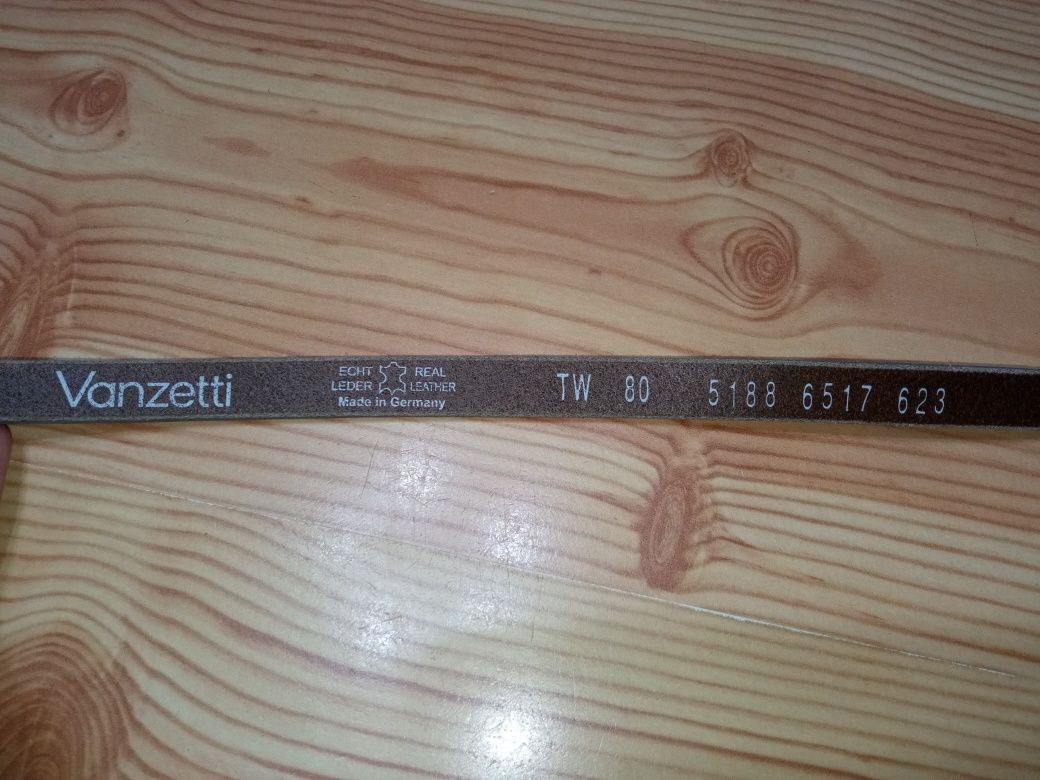 Vanzetti
ECHT REAL
LEDER LEATHER
Made in Germany
TW 80 5188 6517 623